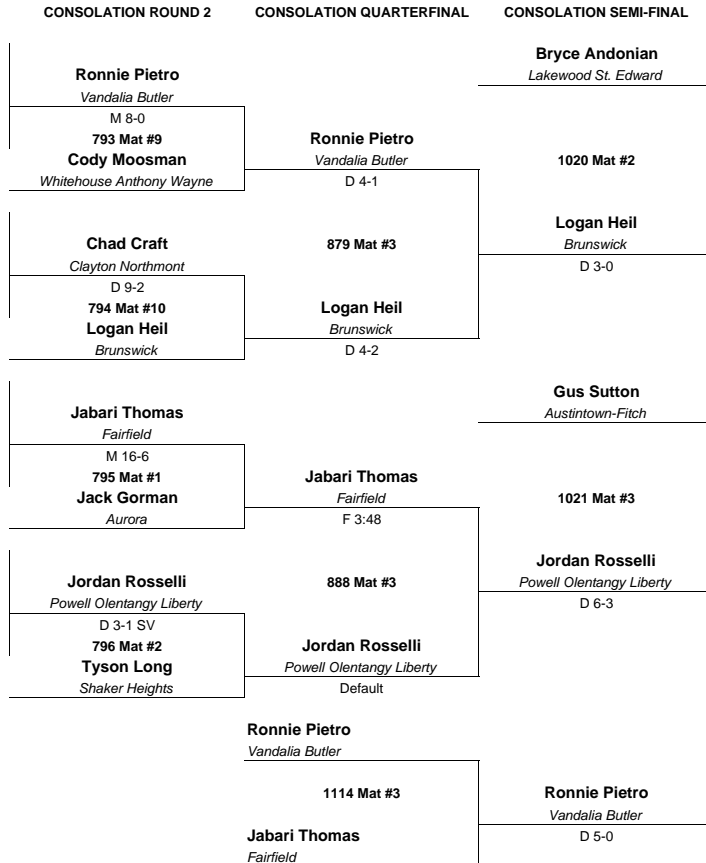 CONSOLATION ROUND 2 CONSOLATION QUARTERFINAL CONSOLATION SEMI-FINAL
Bryce Andonian
Lakewood St. Edward
Ronnie Pietro
Vandalia Butler
M 8-0
793 Mat #9
Cody Moosman
Whitehouse Anthony Wayne
Ronnie Pietro
Vandalia Butler
D 4-1
1020 Mat #2
Chad Craft
Clayton Northmont
D 9-2
794 Mat #10
Logan Heil
Brunswick
879 Mat #3
Logan Heil
Brunswick
D 4-2
Logan Heil
Brunswick
D 3-0
Gus Sutton
Austintown-Fitch
Jabari Thomas
Fairfield
M 16-6
795 Mat #1
Jack Gorman
Aurora
Jabari Thomas
Fairfield
F 3:48
1021 Mat #3
Jordan Rosselli
Powell Olentangy Liberty
D 3-1 SV
796 Mat #2
Tyson Long
Shaker Heights
888 Mat #3
Jordan Rosselli
Powell Olentangy Liberty
Default
Jordan Rosselli
Powell Olentangy Liberty
D 6-3
Ronnie Pietro
Vandalia Butler
1114 Mat #3
Jabari Thomas
Fairfield
Ronnie Pietro
Vandalia Butler
D 5-0